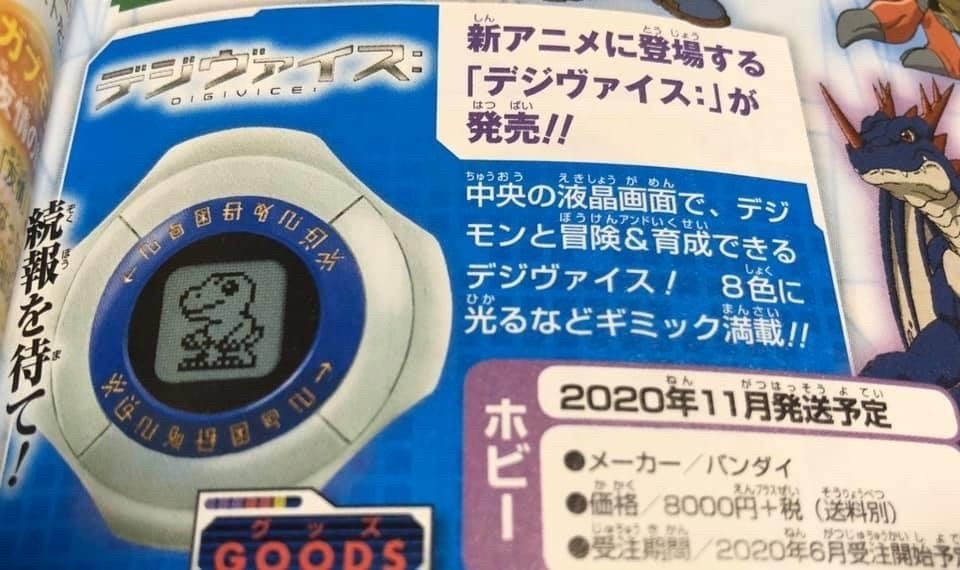 デジヴァイス:
DIGIVICE:
新アニメに登場する
「デジヴァイス:」が
発売!!
中央の液晶画面で、デジ
モンと冒険&育成できる
デジヴァイス! 8色に
光るなどギミック満載!!
続報を待て!
ホビー
2020年11月発送予定
●メーカー/バンダイ
●価格/8000円+税(送料別)
●受注期間/2020年6月受注開始予定
グッズ
GOODS